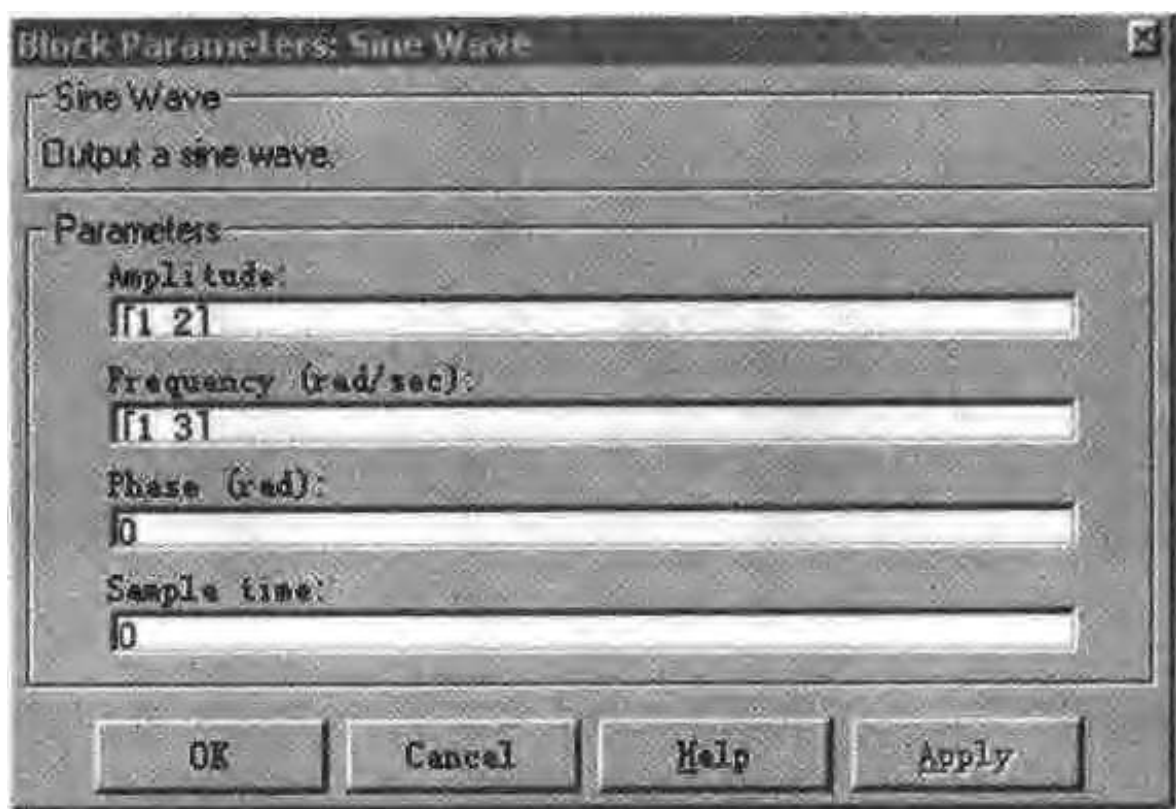 Block Parameters: Sine Wave
Sine Wave
Output a sine wave.
Parameters
Amplitude:
[1 2]
Frequency (rad/sec):
[1 3]
Phase (rad):
0
Sample time:
0
OK Cancel Help Apply